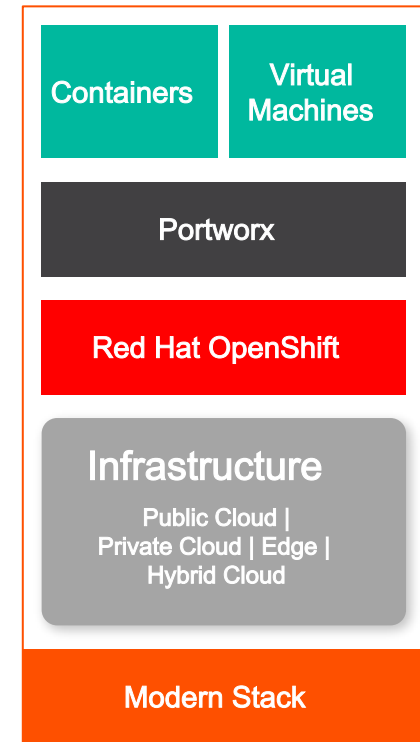 Containers
Virtual
Machines
Portworx
Red Hat OpenShift
Infrastructure
Public Cloud |
Private Cloud | Edge |
Hybrid Cloud
Modern Stack